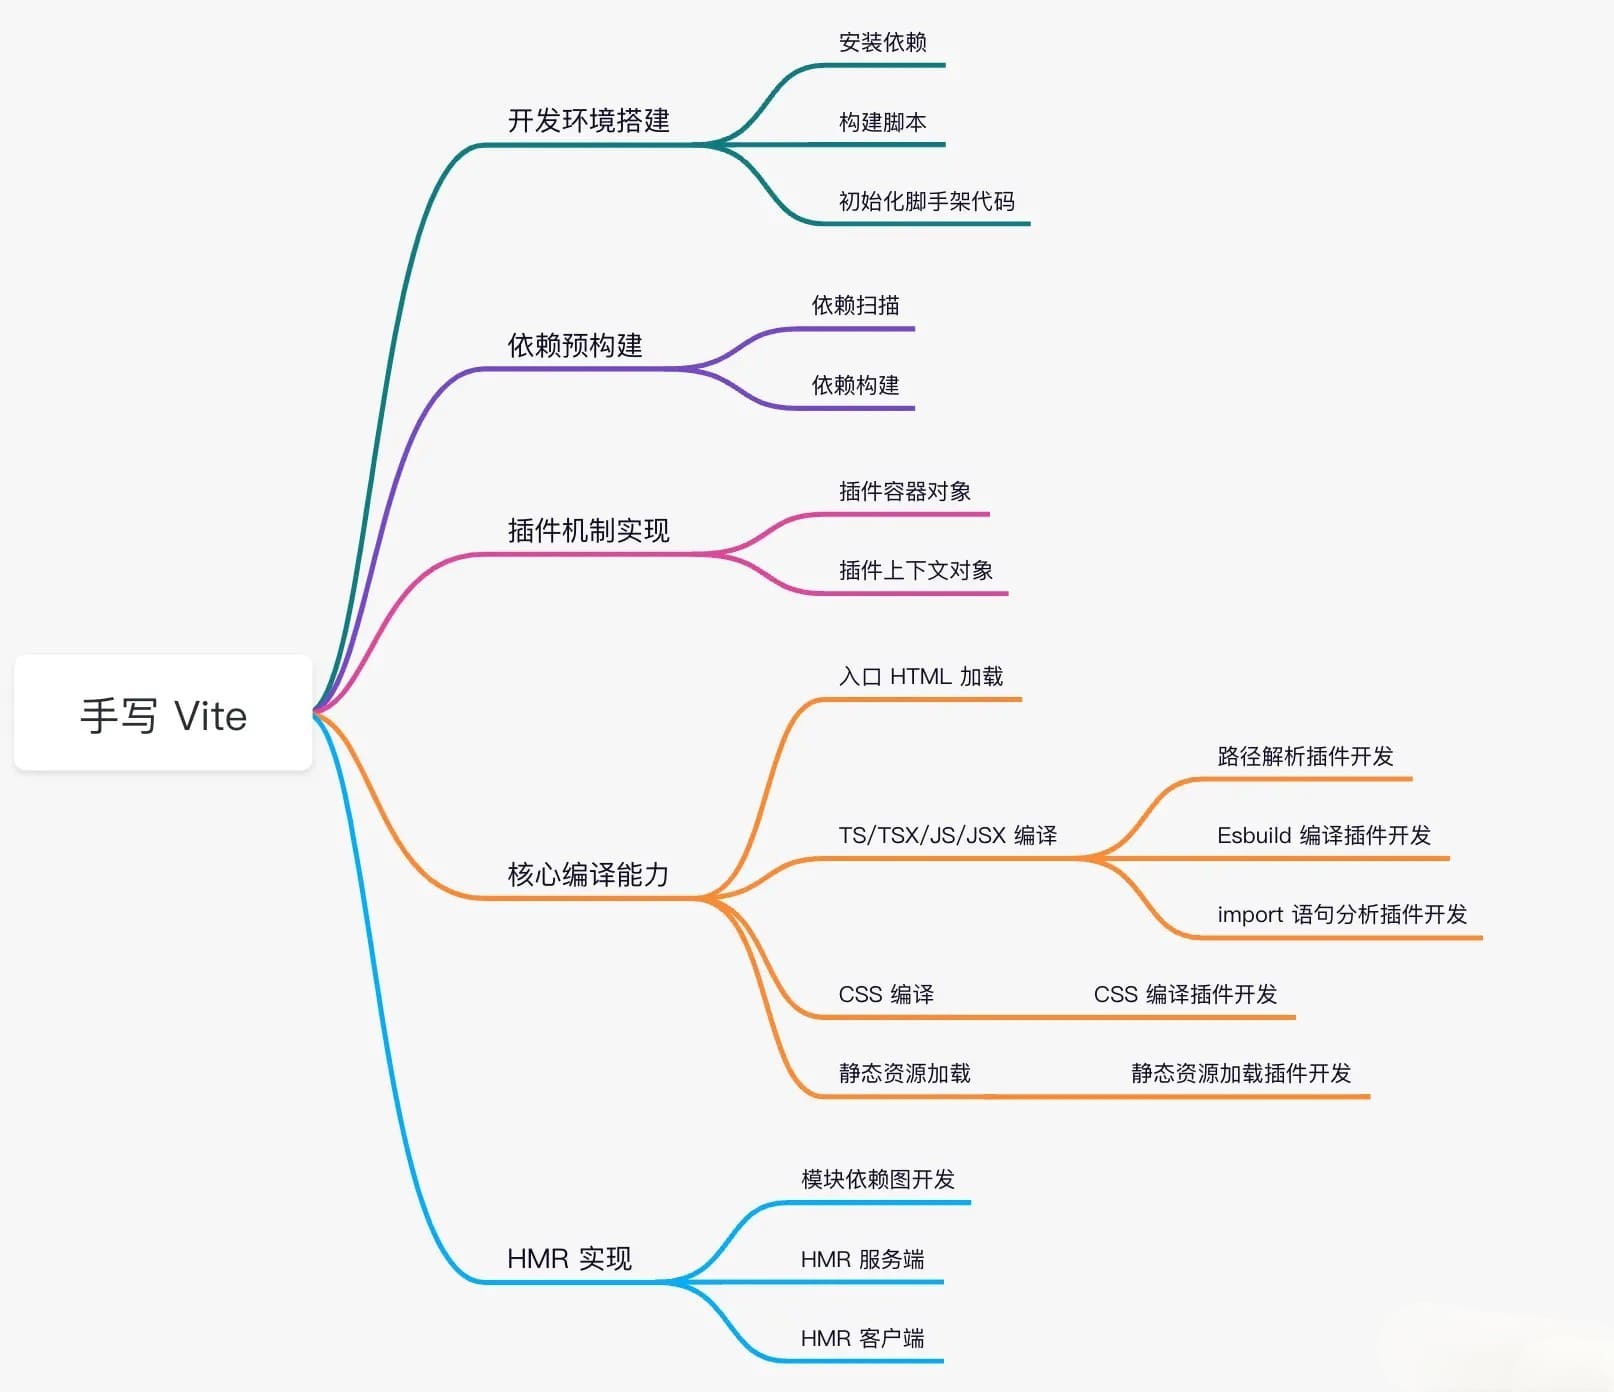 手写 Vite
开发环境搭建
安装依赖
构建脚本
初始化脚手架代码
依赖预构建
依赖扫描
依赖构建
插件机制实现
插件容器对象
插件上下文对象
核心编译能力
入口 HTML 加载
TS/TSX/JS/JSX 编译
路径解析插件开发
Esbuild 编译插件开发
import 语句分析插件开发
CSS 编译
CSS 编译插件开发
静态资源加载
静态资源加载插件开发
HMR 实现
模块依赖图开发
HMR 服务端
HMR 客户端